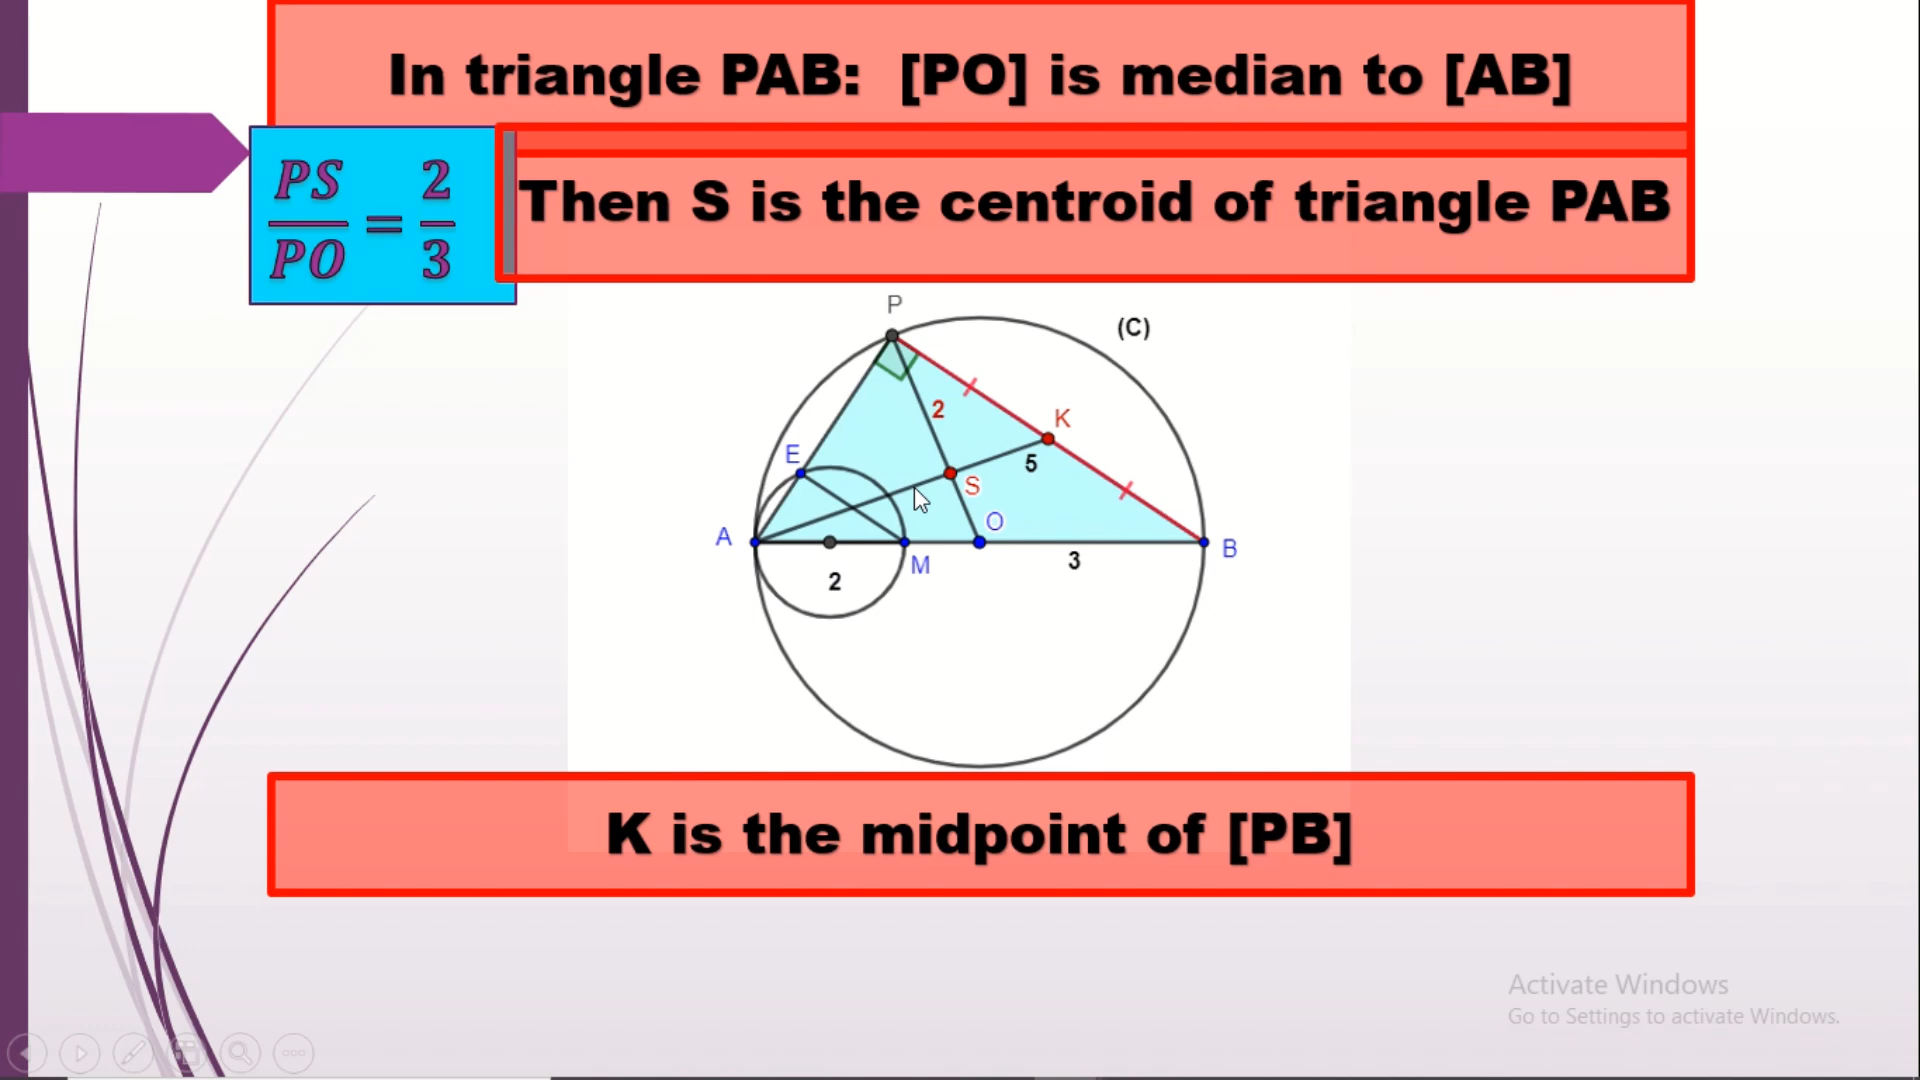 In triangle PAB: [PO] is median to [AB]
PS/PO = 2/3
Then S is the centroid of triangle PAB
P
(C)
2
K
E
5
S
A
O
B
M
3
2
K is the midpoint of [PB]
Activate Windows
Go to Settings to activate Windows.